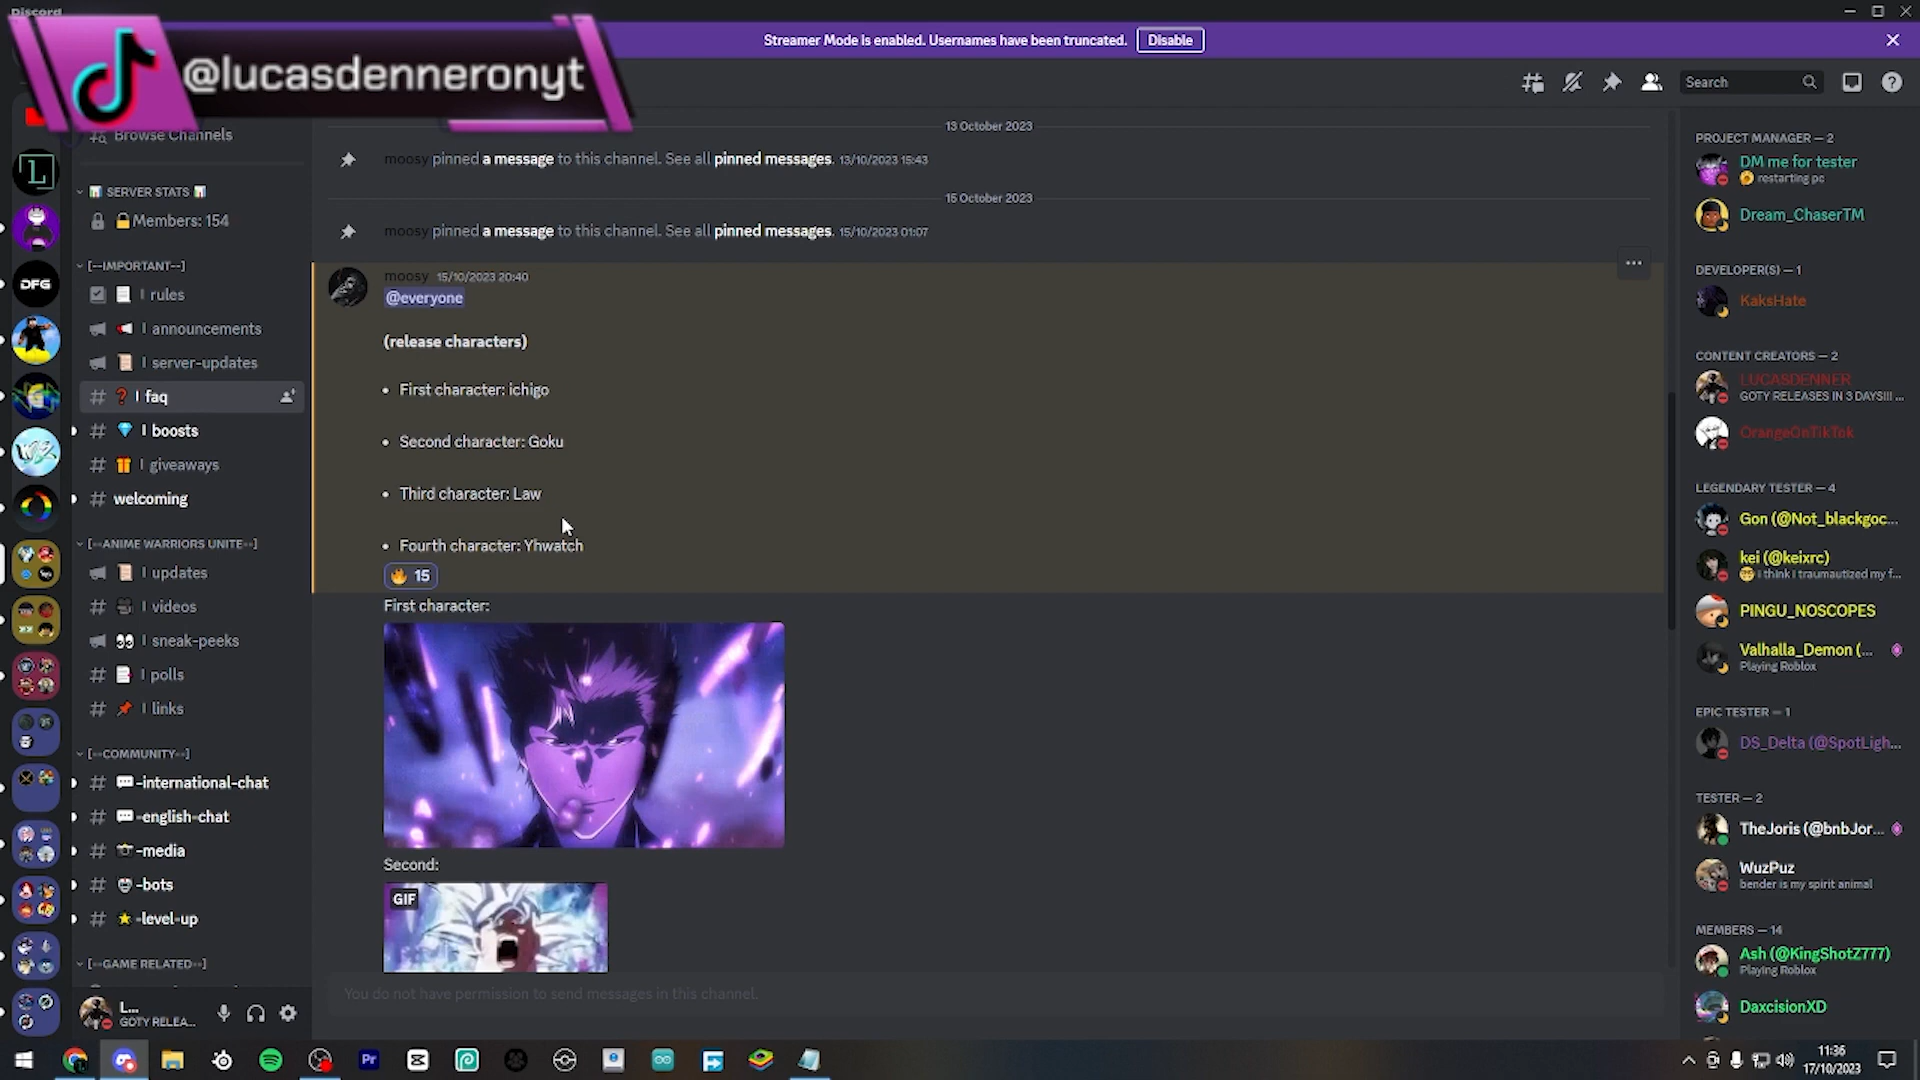 Discord
@lucasdenneronyt
Streamer Mode is enabled. Usernames have been truncated.
Disable
Search
Browse Channels
SERVER STATS
Members: 154
[--IMPORTANT--]
rules
announcements
server-updates
faq
boosts
giveaways
welcoming
[--ANIME WARRIORS UNITE--]
updates
videos
sneak-peeks
polls
links
[--COMMUNITY--]
-international-chat
-english-chat
-media
-bots
-level-up
[--GAME RELATED--]
L...
GOTY RELEA...
13 October 2023
moosy pinned a message to this channel. See all pinned messages. 13/10/2023 15:43
15 October 2023
moosy pinned a message to this channel. See all pinned messages. 15/10/2023 01:07
moosy 15/10/2023 20:40
@everyone
(release characters)
• First character: ichigo
• Second character: Goku
• Third character: Law
• Fourth character: Yhwatch
15
First character:
Second:
GIF
You do not have permission to send messages in this channel.
PROJECT MANAGER — 2
DM me for tester
restarting pc
Dream_ChaserTM
DEVELOPER(S) — 1
KaksHate
CONTENT CREATORS — 2
LUCASDENNER
GOTY RELEASES IN 3 DAYS!!! ...
OrangeOnTikTok
LEGENDARY TESTER — 4
Gon (@Not_blackgoc...
kei (@keixrc)
I think i traumautized my f...
PINGU_NOSCOPES
Valhalla_Demon (...
Playing Roblox
EPIC TESTER — 1
DS_Delta (@SpotLigh...
TESTER — 2
TheJoris (@bnbJor...
WuzPuz
bender is my spirit animal
MEMBERS — 14
Ash (@KingShotZ777)
Playing Roblox
DaxcisionXD
DFG
Pr
11:36
17/10/2023